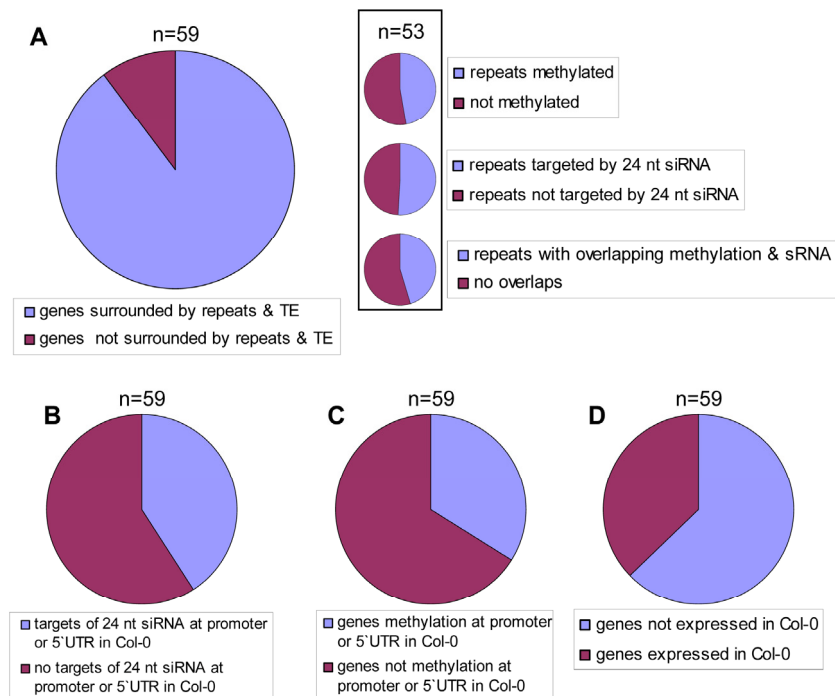 A
n=59
genes surrounded by repeats & TE
genes not surrounded by repeats & TE
n=53
repeats methylated
not methylated
repeats targeted by 24 nt siRNA
repeats not targeted by 24 nt siRNA
repeats with overlapping methylation & sRNA
no overlaps
B
n=59
targets of 24 nt siRNA at promoter
or 5`UTR in Col-0
no targets of 24 nt siRNA at
promoter or 5`UTR in Col-0
C
n=59
genes methylation at promoter
or 5`UTR in Col-0
genes not methylation at
promoter or 5`UTR in Col-0
D
n=59
genes not expressed in Col-0
genes expressed in Col-0